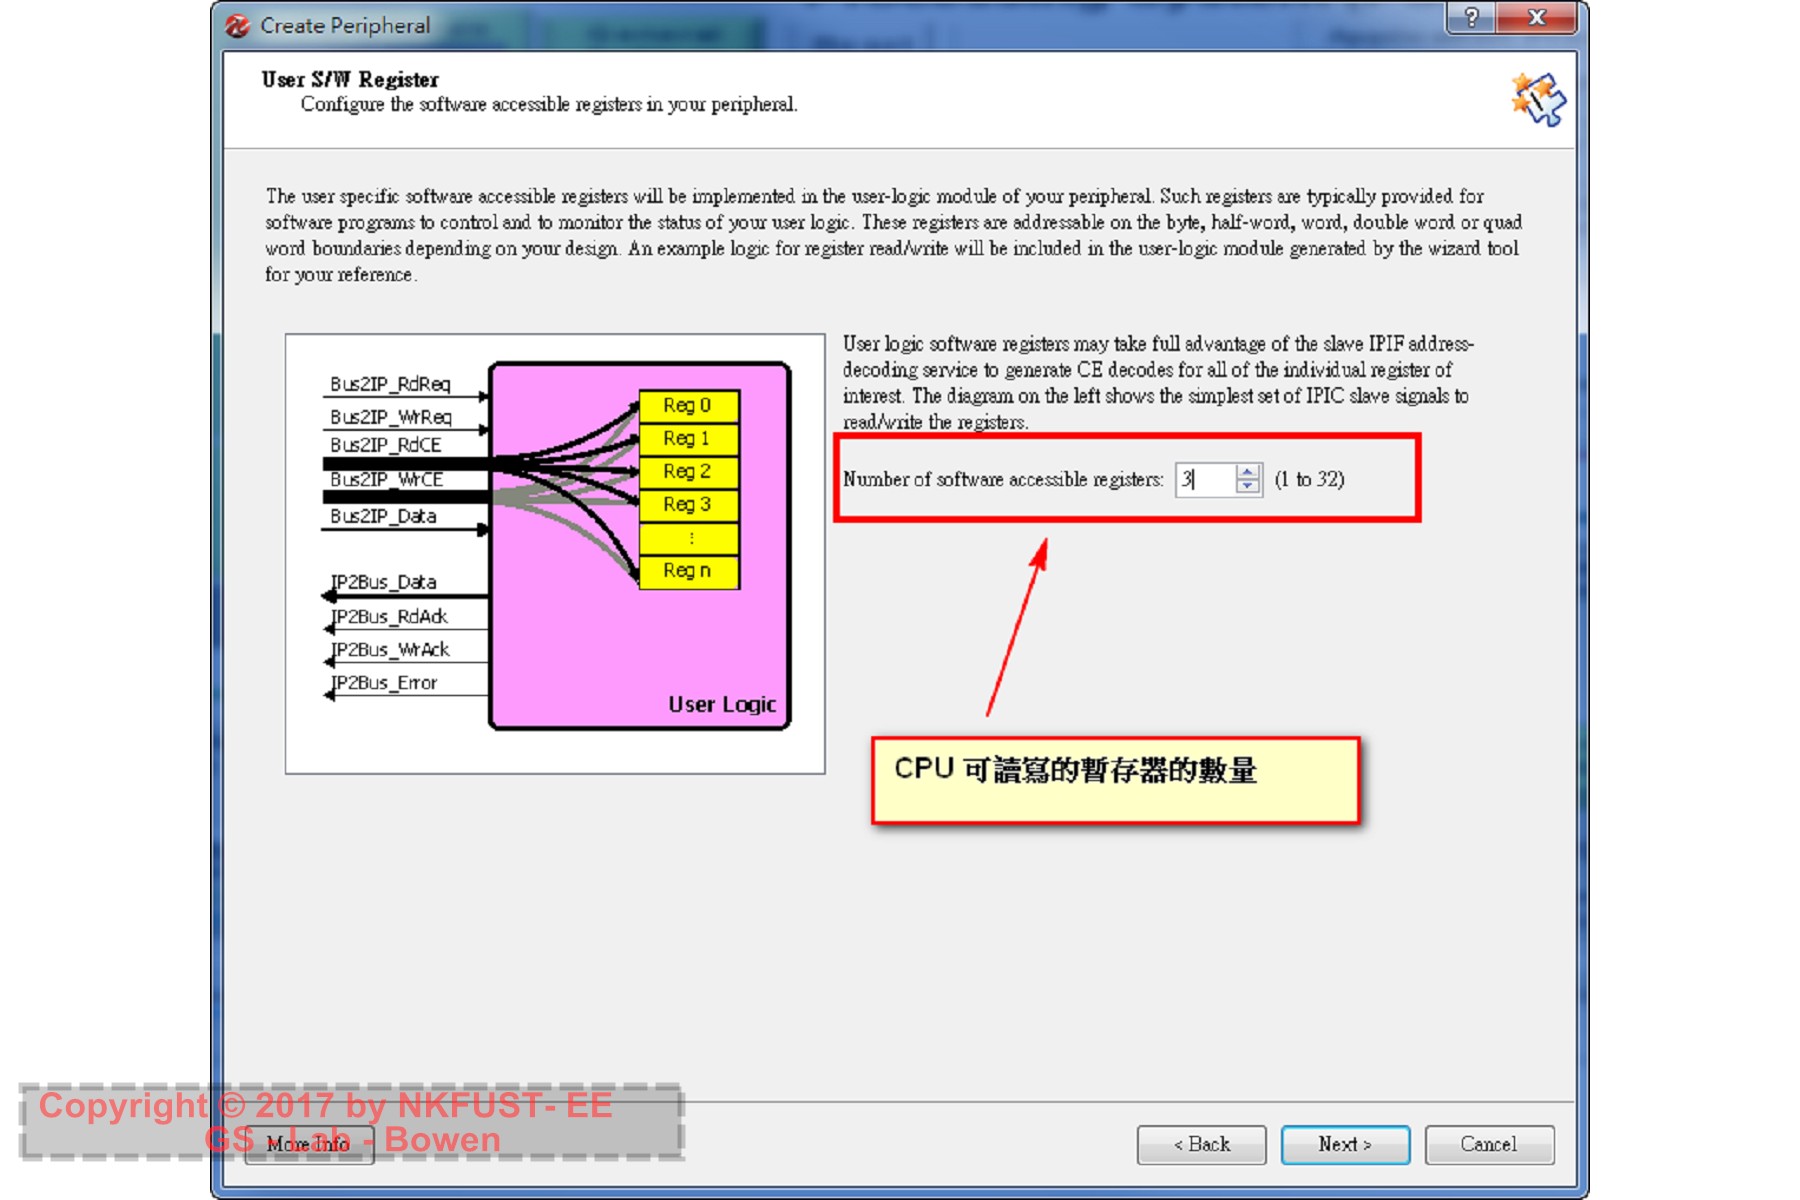 Create Peripheral
?
X
User S/W Register
Configure the software accessible registers in your peripheral.
The user specific software accessible registers will be implemented in the user-logic module of your peripheral. Such registers are typically provided for
software programs to control and to monitor the status of your user logic. These registers are addressable on the byte, half-word, word, double word or quad
word boundaries depending on your design. An example logic for register read/write will be included in the user-logic module generated by the wizard tool
for your reference.
Bus2IP_RdReq
Bus2IP_WrReq
Bus2IP_RdCE
Bus2IP_WrCE
Bus2IP_Data
IP2Bus_Data
IP2Bus_RdAck
IP2Bus_WrAck
IP2Bus_Error
Reg 0
Reg 1
Reg 2
Reg 3
⋮
Reg n
User Logic
User logic software registers may take full advantage of the slave IPIF address-
decoding service to generate CE decodes for all of the individual register of
interest. The diagram on the left shows the simplest set of IPIC slave signals to
read/write the registers.
Number of software accessible registers: 3 (1 to 32)
CPU 可讀寫的暫存器的數量
Copyright © 2017 by NKFUST- EE
GS - Lab - Bowen
More Info
< Back
Next >
Cancel